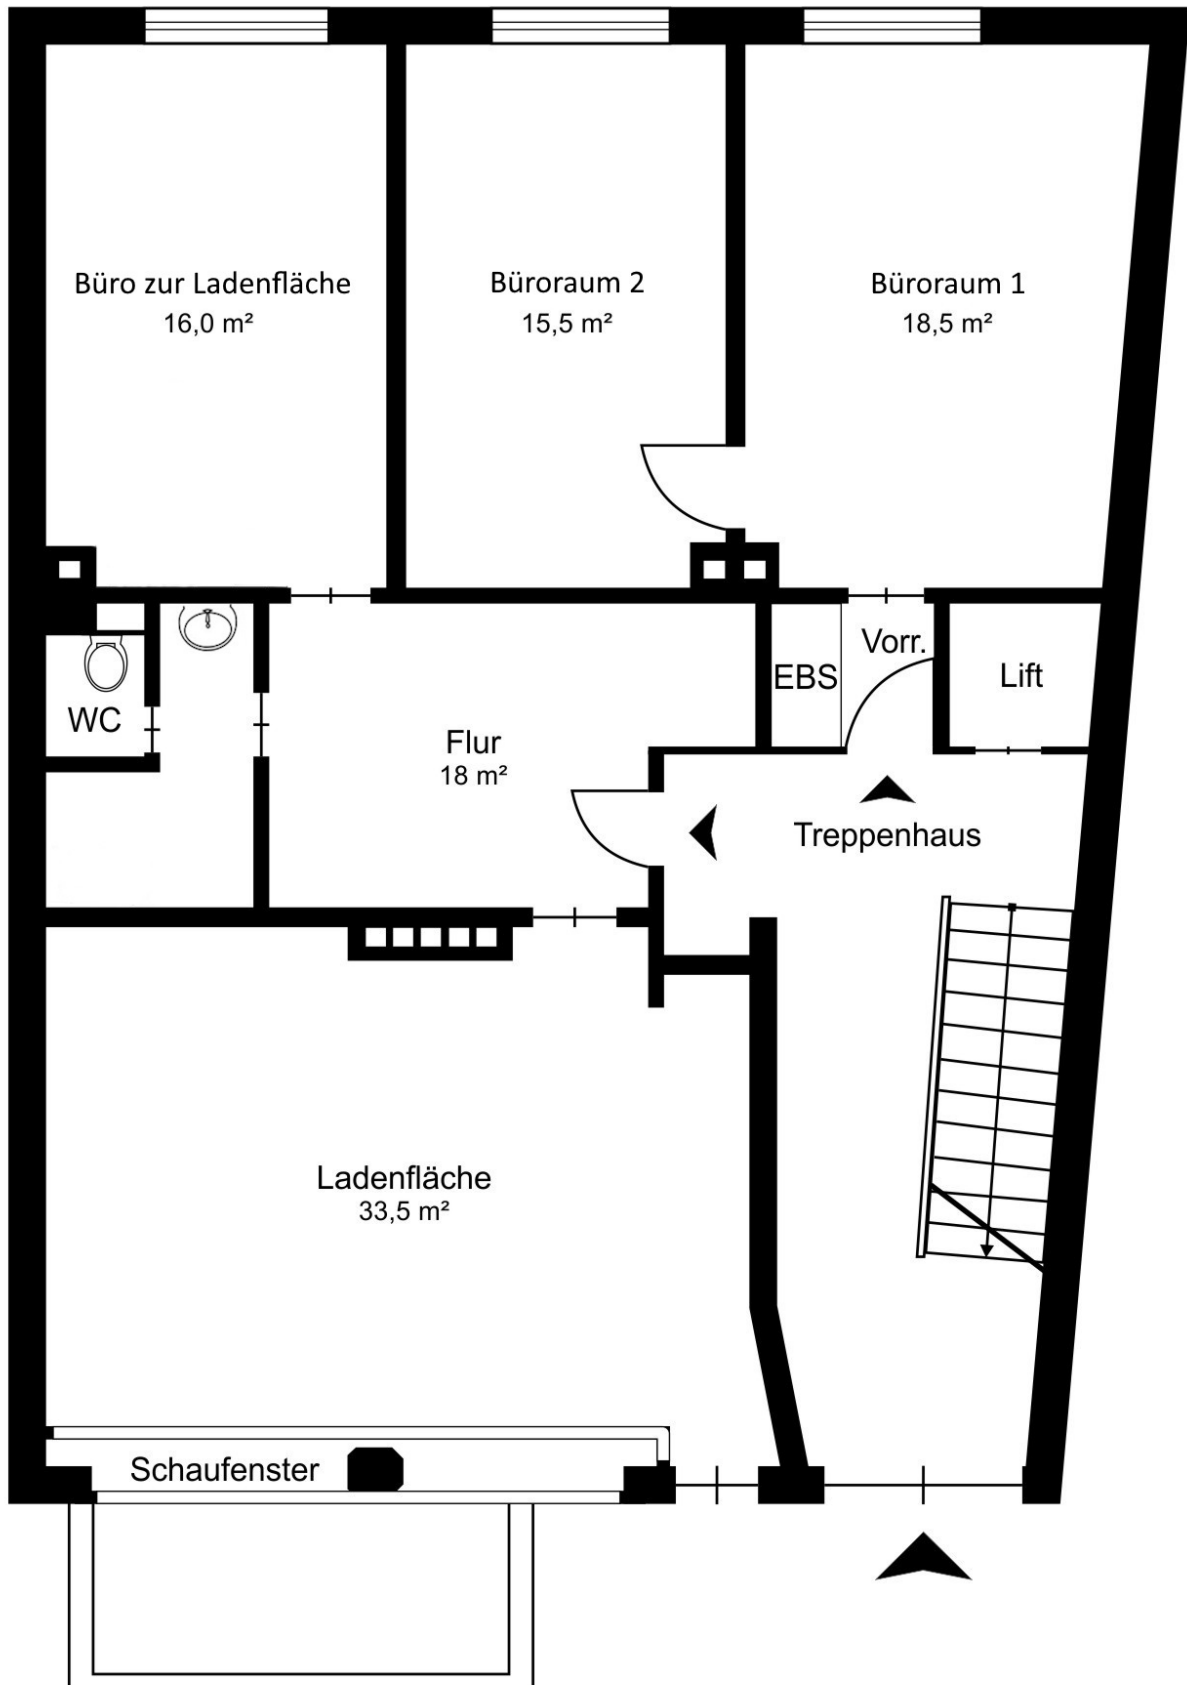 Büro zur Ladenfläche
16,0 m²
Büroraum 2
15,5 m²
Büroraum 1
18,5 m²
WC
Flur
18 m²
EBS
Vorr.
Lift
Treppenhaus
Ladenfläche
33,5 m²
Schaufenster